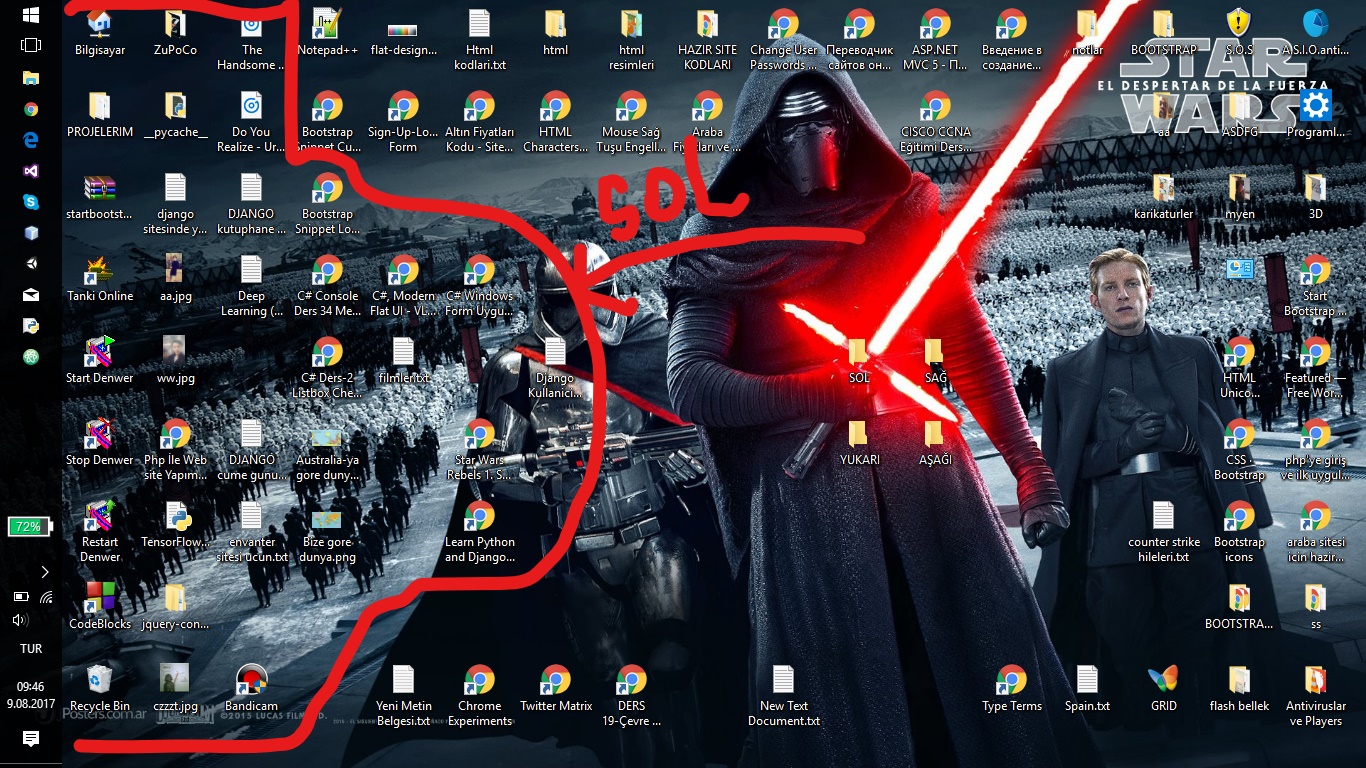 Bilgisayar
ZuPoCo
The
Handsome ...
Notepad++
flat-design...
Html
kodlari.txt
html
html
resimleri
HAZIR SITE
KODLARI
Change User
Passwords ...
Переводчик
сайтов он...
ASP.NET
MVC 5 - П...
Введение в
создание...
notlar
BOOTSTRAP
S.O.S
A.S.I.O.anti...
STAR
EL DESPERTAR DE LA FUERZA
WARS
PROJELERIM
__pycache__
Do You
Realize - Ur...
Bootstrap
Snippet Cu...
Sign-Up-Lo...
Form
Altın Fiyatları
Kodu - Site...
HTML
Characters...
Mouse Sağ
Tuşu Engell...
Araba
Fiyatları ve ...
CISCO CCNA
Eğitimi Ders...
aa
ASDFG
Programl...
SOL
startbootst...
django
sitesinde y...
DJANGO
kutuphane ...
Bootstrap
Snippet Lo...
karikaturler
myen
3D
Tanki Online
aa.jpg
Deep
Learning (...
C# Console
Ders 34 Me...
C#, Modern
Flat UI - VL...
C# Windows
Form Uygu...
Start
Bootstrap ...
Start Denwer
ww.jpg
C# Ders-2
Listbox Che...
filmler.txt
Django
Kullanici...
SOL
SAĞ
HTML
Unico...
Featured —
Free Wor...
Stop Denwer
Php İle Web
site Yapım...
DJANGO
cume gunu...
Australia-ya
gore duny...
Star Wars
Rebels 1. S...
YUKARI
AŞAĞI
CSS ·
Bootstrap
php'ye giriş
ve ilk uygul...
72%
Restart
Denwer
TensorFlow...
envanter
sitesi ucun.txt
Bize gore
dunya.png
Learn Python
and Django...
counter strike
hileleri.txt
Bootstrap
icons
araba sitesi
icin hazir...
CodeBlocks
jquery-con...
BOOTSTRA...
ss
TUR
09:46
9.08.2017
Recycle Bin
czzzt.jpg
Bandicam
Yeni Metin
Belgesi.txt
Chrome
Experiments
Twitter Matrix
DERS
19-Çevre ...
New Text
Document.txt
Type Terms
Spain.txt
GRID
flash bellek
Antiviruslar
ve Players
Posters.com.ar
©2015 LUCAS FILM